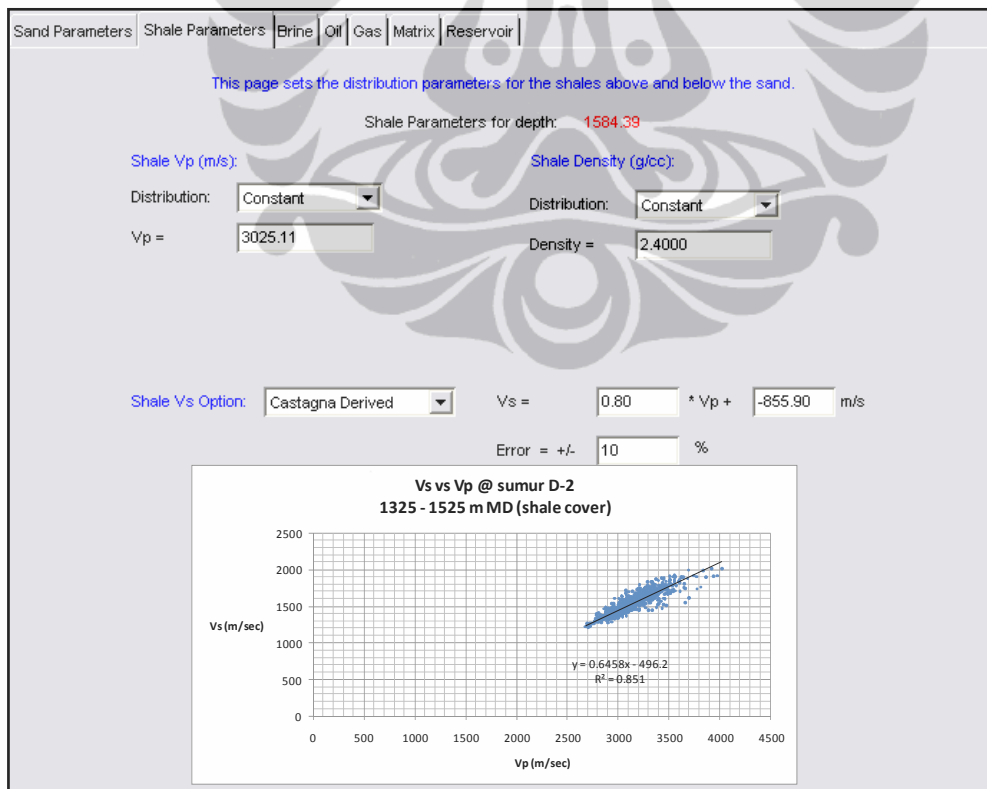 Sand Parameters Shale Parameters Brine Oil Gas Matrix Reservoir
This page sets the distribution parameters for the shales above and below the sand.
Shale Parameters for depth: 1584.39
Shale Vp (m/s): Shale Density (g/cc):
Distribution: Constant Distribution: Constant
Vp = 3025.11 Density = 2.4000
Shale Vs Option: Castagna Derived Vs = 0.80 * Vp + -855.90 m/s
Error = +/- 10 %
Vs vs Vp @ sumur D-2
1325 - 1525 m MD (shale cover)
2500
2000
1500
Vs (m/sec)
1000
y = 0.6458x - 496.2
500
R² = 0.851
0
0 500 1000 1500 2000 2500 3000 3500 4000 4500
Vp (m/sec)